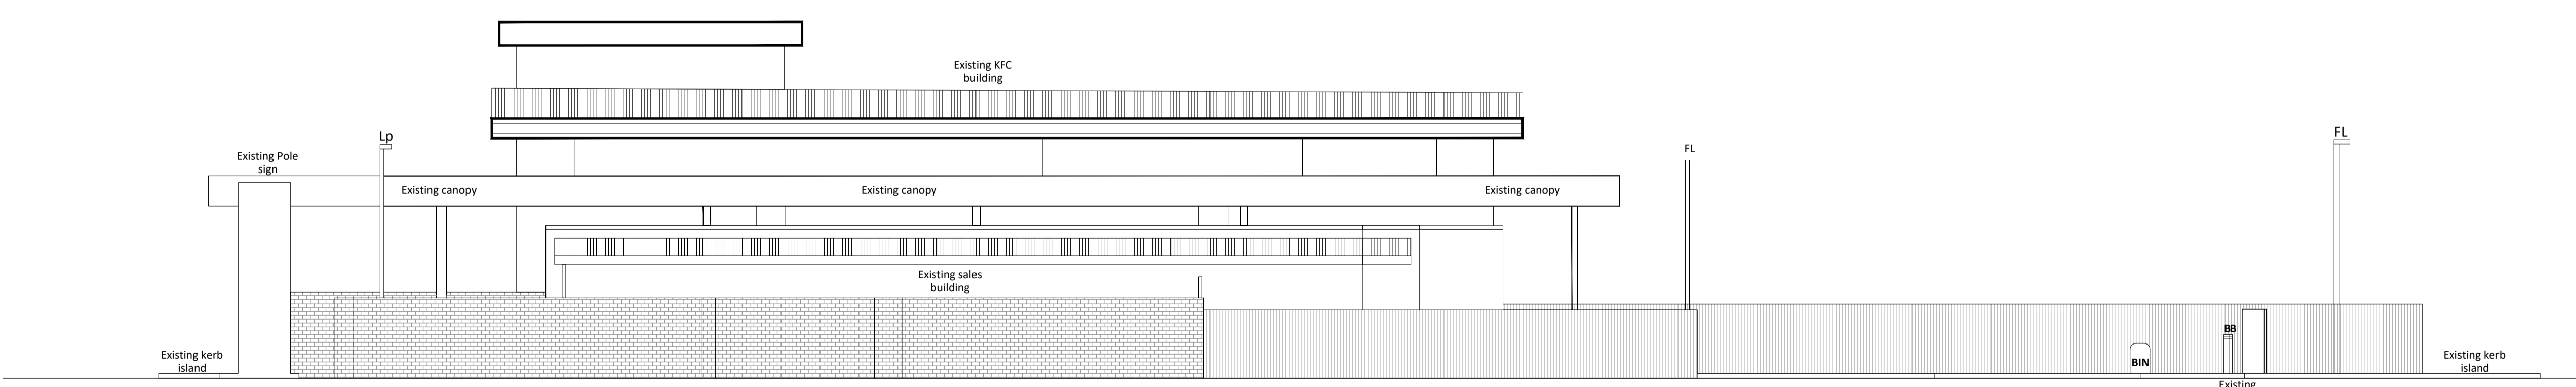 Existing KFC
building
Lp
Existing Pole
sign
FL
FL
Existing canopy
Existing canopy
Existing canopy
Existing sales
building
BB
BIN
Existing kerb
island
Existing kerb
island
Existing